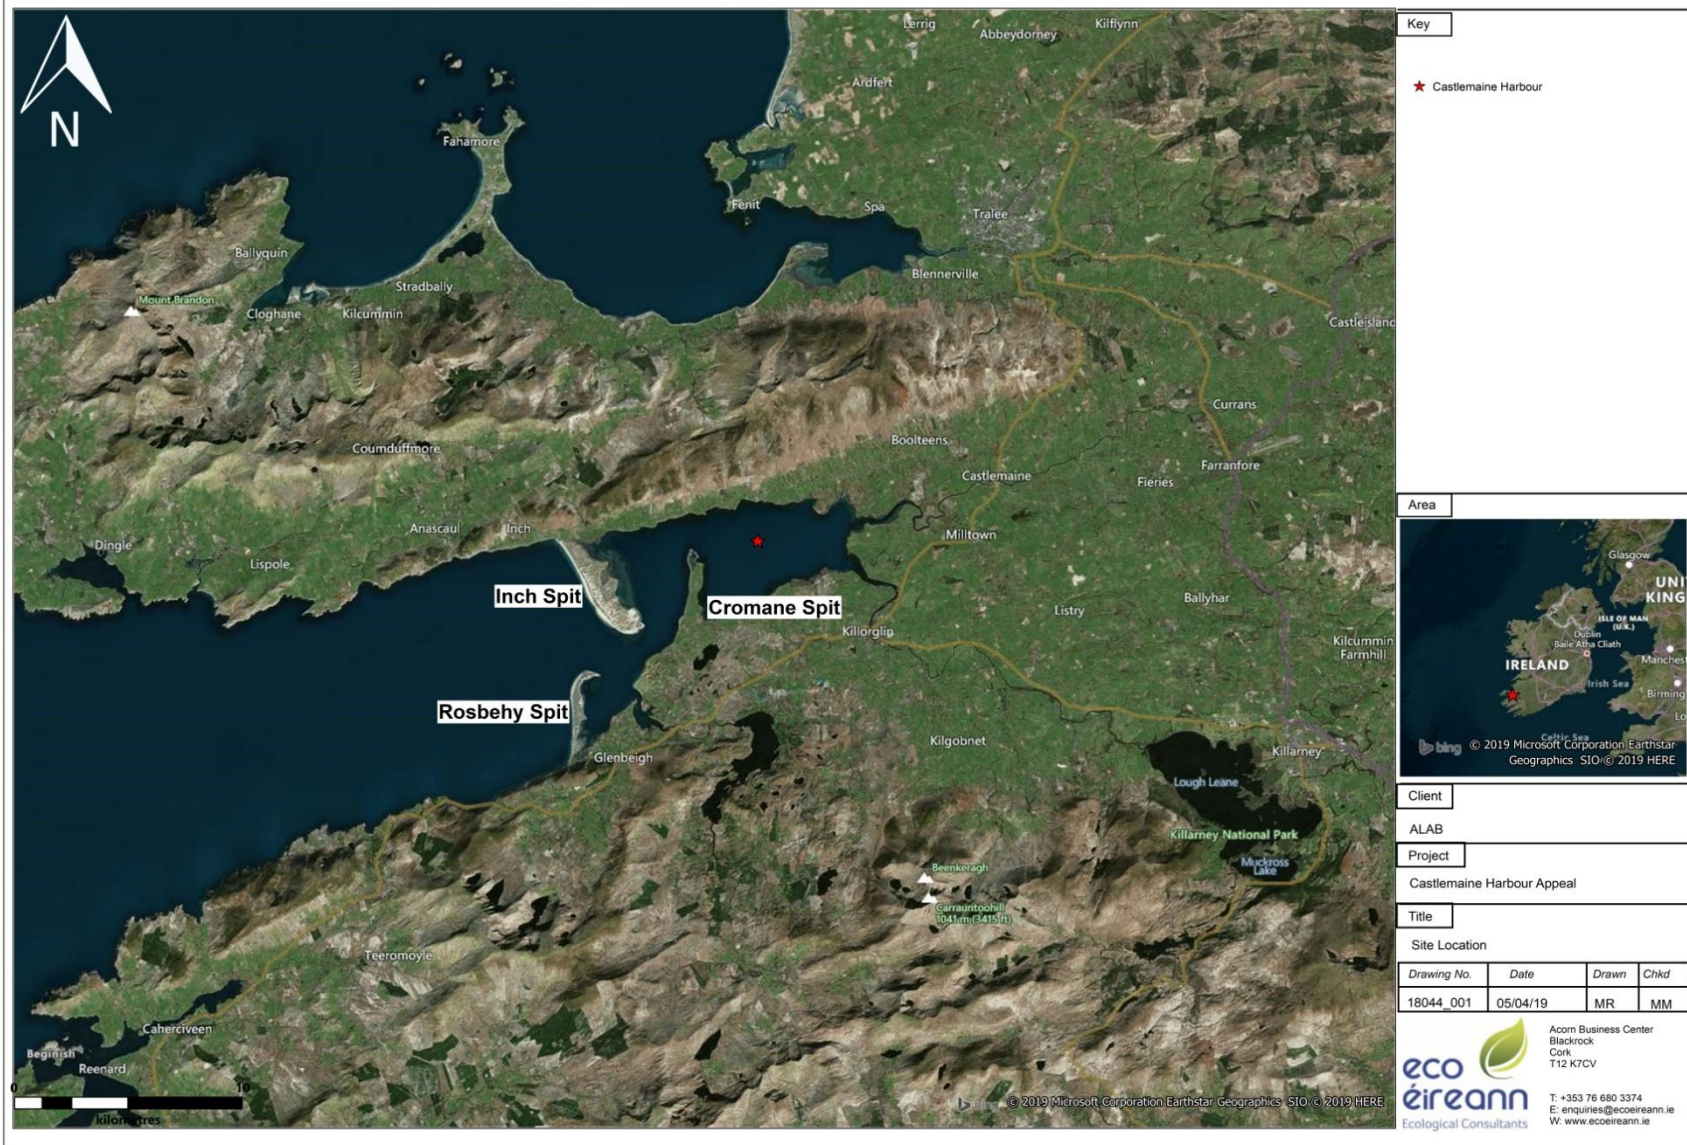 N
Lerrig
Kilflynn
Abbeydorney
Ardfert
Fahamore
Fenit
Spa
Tralee
Ballyquin
Blennerville
Stradbally
Mount Brandon
Cloghane
Kilcummin
Castleisland
Currans
Boolteens
Coumduffmore
Farranfore
Castlemaine
Fieries
Anascaul
Inch
Milltown
Dingle
Lispole
Inch Spit
Cromane Spit
Ballyhar
Listry
Killorglin
Kilcummin
Farmhill
Rosbehy Spit
Kilgobnet
Glenbeigh
Killarney
Lough Leane
Killarney National Park
Muckross
Lake
Beenkeragh
Carrauntoohill
1041 m (3415 ft)
Teeromoyle
Caherciveen
Beginish
Reenard
0 10
kilometres
bing © 2019 Microsoft Corporation Earthstar Geographics SIO © 2019 HERE
Key
Castlemaine Harbour
Area
Glasgow
UNI
KING
ISLE OF MAN
(U.K.)
Dublin
Baile Atha Cliath
Manchest
IRELAND
Irish Sea
Birming
Lo
Celtic Sea
bing © 2019 Microsoft Corporation Earthstar
Geographics SIO © 2019 HERE
Client
ALAB
Project
Castlemaine Harbour Appeal
Title
Site Location
Drawing No. Date Drawn Chkd
18044_001 05/04/19 MR MM
eco
éireann
Ecological Consultants
Acorn Business Center
Blackrock
Cork
T12 K7CV
T: +353 76 680 3374
E: enquiries@ecoeireann.ie
W: www.ecoeireann.ie